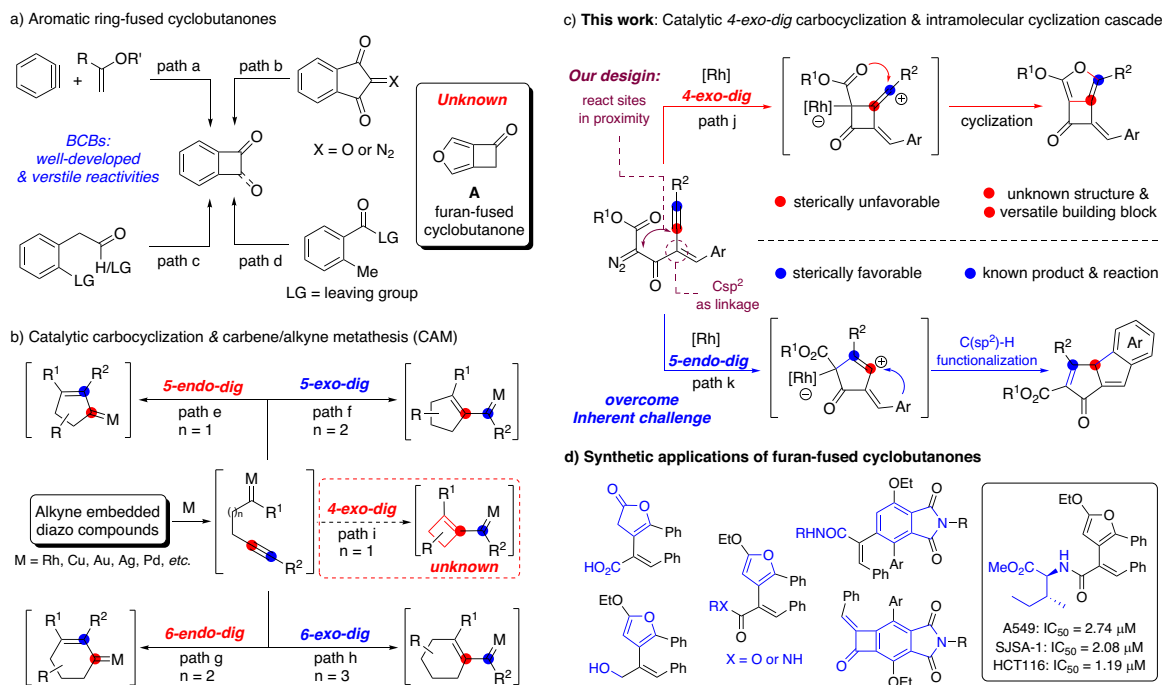 a) Aromatic ring-fused cyclobutanones
R
OR'
+
path a
path b
O
X
O
BCBs:
well-developed
& verstile reactivities
O
O
X = O or N2
Unknown
O
O
A
furan-fused
cyclobutanone
O
H/LG
LG
path c
path d
O
LG
Me
LG = leaving group
b) Catalytic carbocyclization & carbene/alkyne metathesis (CAM)
R1
R2
M
R
5-endo-dig
path e
n = 1
5-exo-dig
path f
n = 2
R1
M
R
R2
Alkyne embedded
diazo compounds
M
M = Rh, Cu, Au, Ag, Pd, etc.
M
R1
( )n
R2
4-exo-dig
path i
n = 1
R1
M
R
R2
unknown
R1
R2
M
R
6-endo-dig
path g
n = 2
6-exo-dig
path h
n = 3
R1
M
R
R2
c) This work: Catalytic 4-exo-dig carbocyclization & intramolecular cyclization cascade
Our desigin:
react sites
in proximity
[Rh]
4-exo-dig
path j
R1O
O
R2
[Rh]
⊖
⊕
O
Ar
cyclization
R1O
O
R2
O
Ar
R2
R1O
O
N2
O
Ar
Csp2
as linkage
sterically unfavorable
unknown structure &
versatile building block
sterically favorable
known product & reaction
[Rh]
5-endo-dig
path k
overcome
Inherent challenge
R2
R1O2C
[Rh]
⊖
⊕
O
Ar
C(sp2)-H
functionalization
R2
Ar
R1O2C
O
d) Synthetic applications of furan-fused cyclobutanones
O
O
Ph
HO2C
Ph
EtO
O
Ph
HO
Ph
EtO
O
Ph
RX
O
Ph
X = O or NH
OEt
O
RHN
O
N-R
Ph
Ar
O
Ph
Ar
O
N-R
O
OEt
O
EtO
O
Ph
MeO2C
H
N
O
Ph
A549: IC50 = 2.74 μM
SJSA-1: IC50 = 2.08 μM
HCT116: IC50 = 1.19 μM